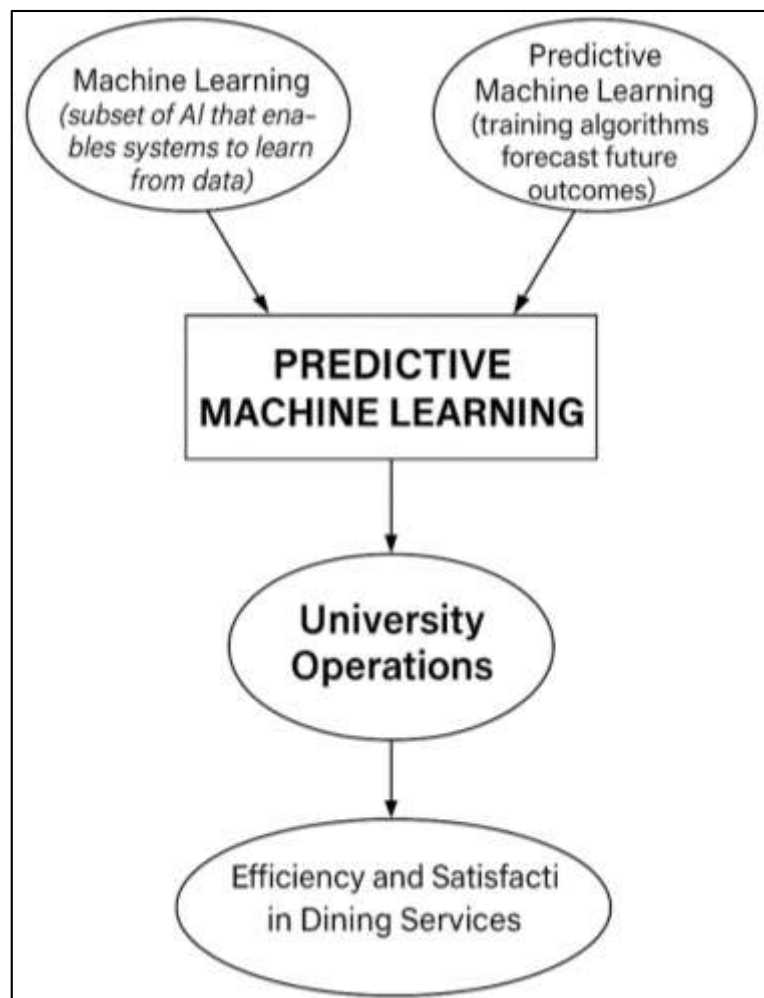 Machine Learning
(subset of AI that ena-
bles systems to learn
from data)
Predictive
Machine Learning
(training algorithms
forecast future
outcomes)
PREDICTIVE
MACHINE LEARNING
University
Operations
Efficiency and Satisfacti
in Dining Services